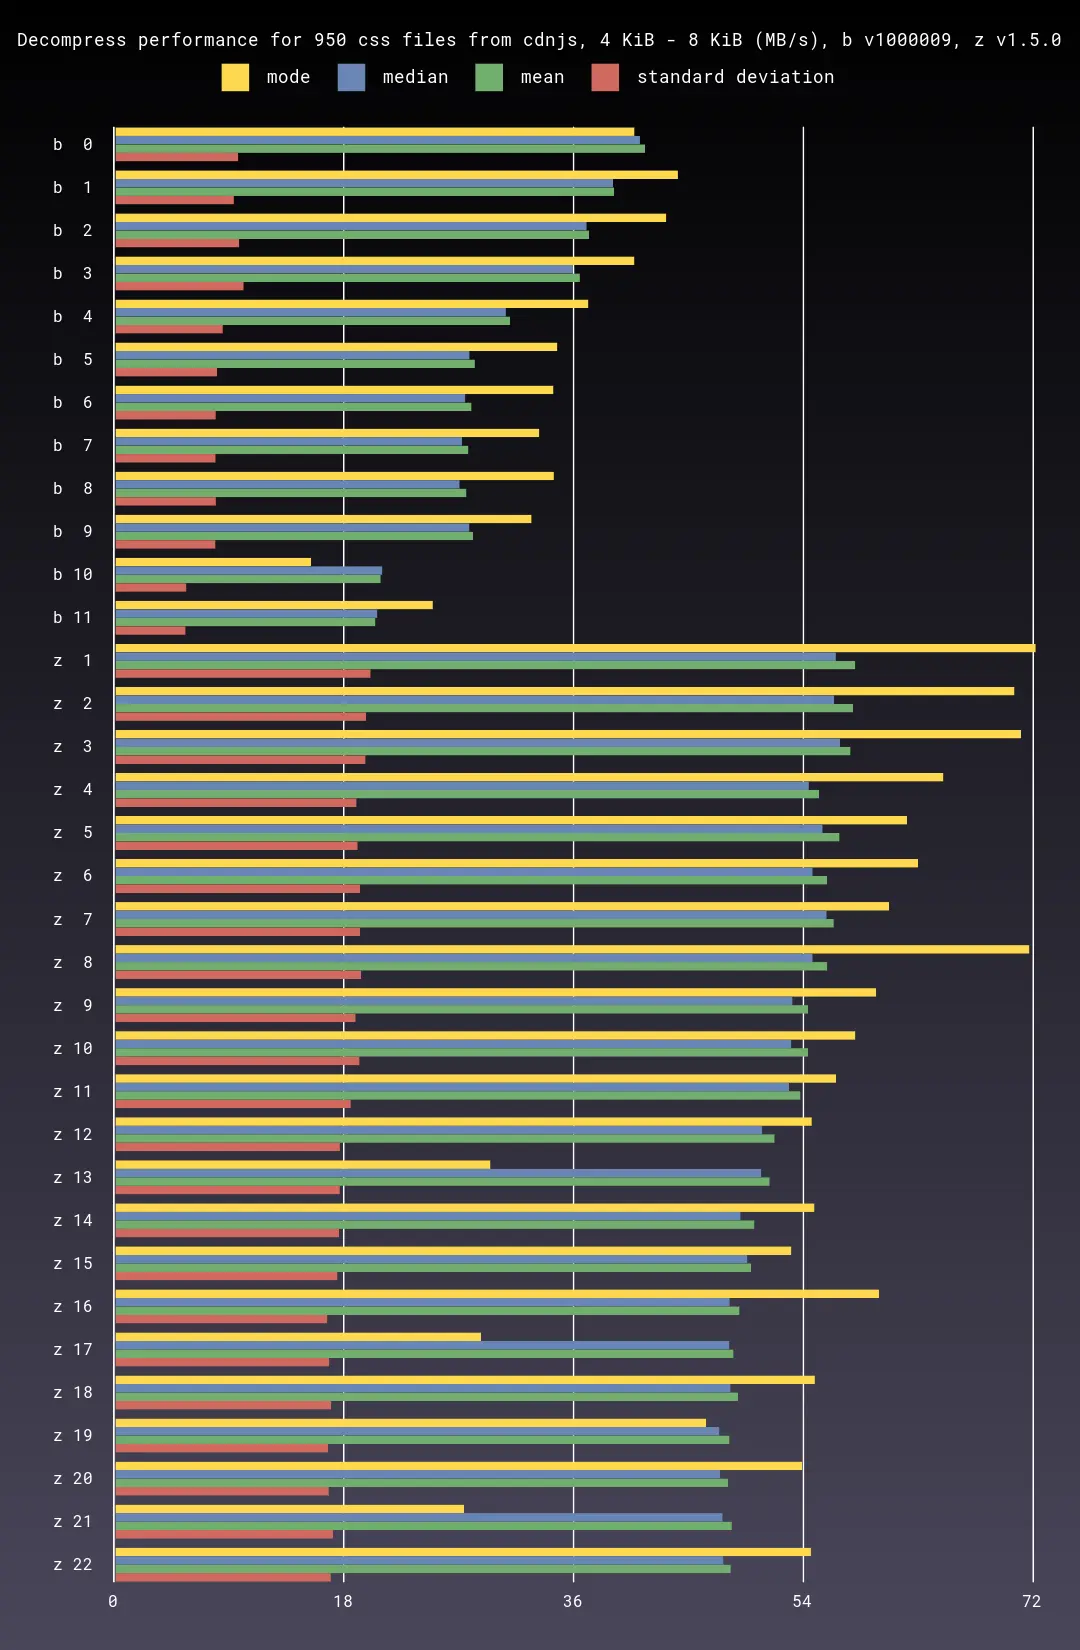 Decompress performance for 950 css files from cdnjs, 4 KiB - 8 KiB (MB/s), b v1000009, z v1.5.0
mode median mean standard deviation
b 0
b 1
b 2
b 3
b 4
b 5
b 6
b 7
b 8
b 9
b 10
b 11
z 1
z 2
z 3
z 4
z 5
z 6
z 7
z 8
z 9
z 10
z 11
z 12
z 13
z 14
z 15
z 16
z 17
z 18
z 19
z 20
z 21
z 22
0 18 36 54 72